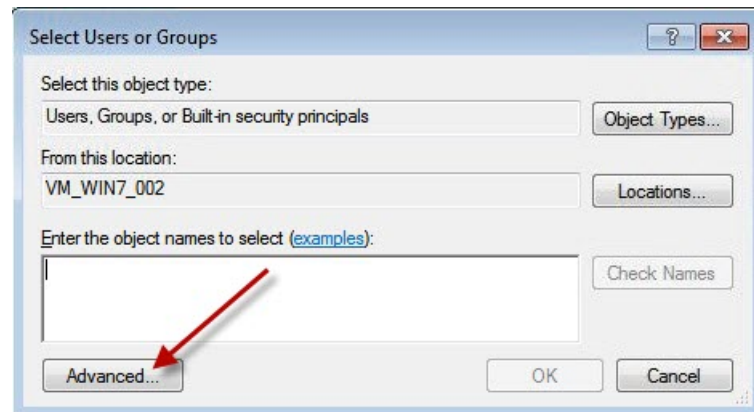 Select Users or Groups
Select this object type:
Users, Groups, or Built-in security principals
Object Types...
From this location:
VM_WIN7_002
Locations...
Enter the object names to select (examples):
Check Names
Advanced...
OK
Cancel